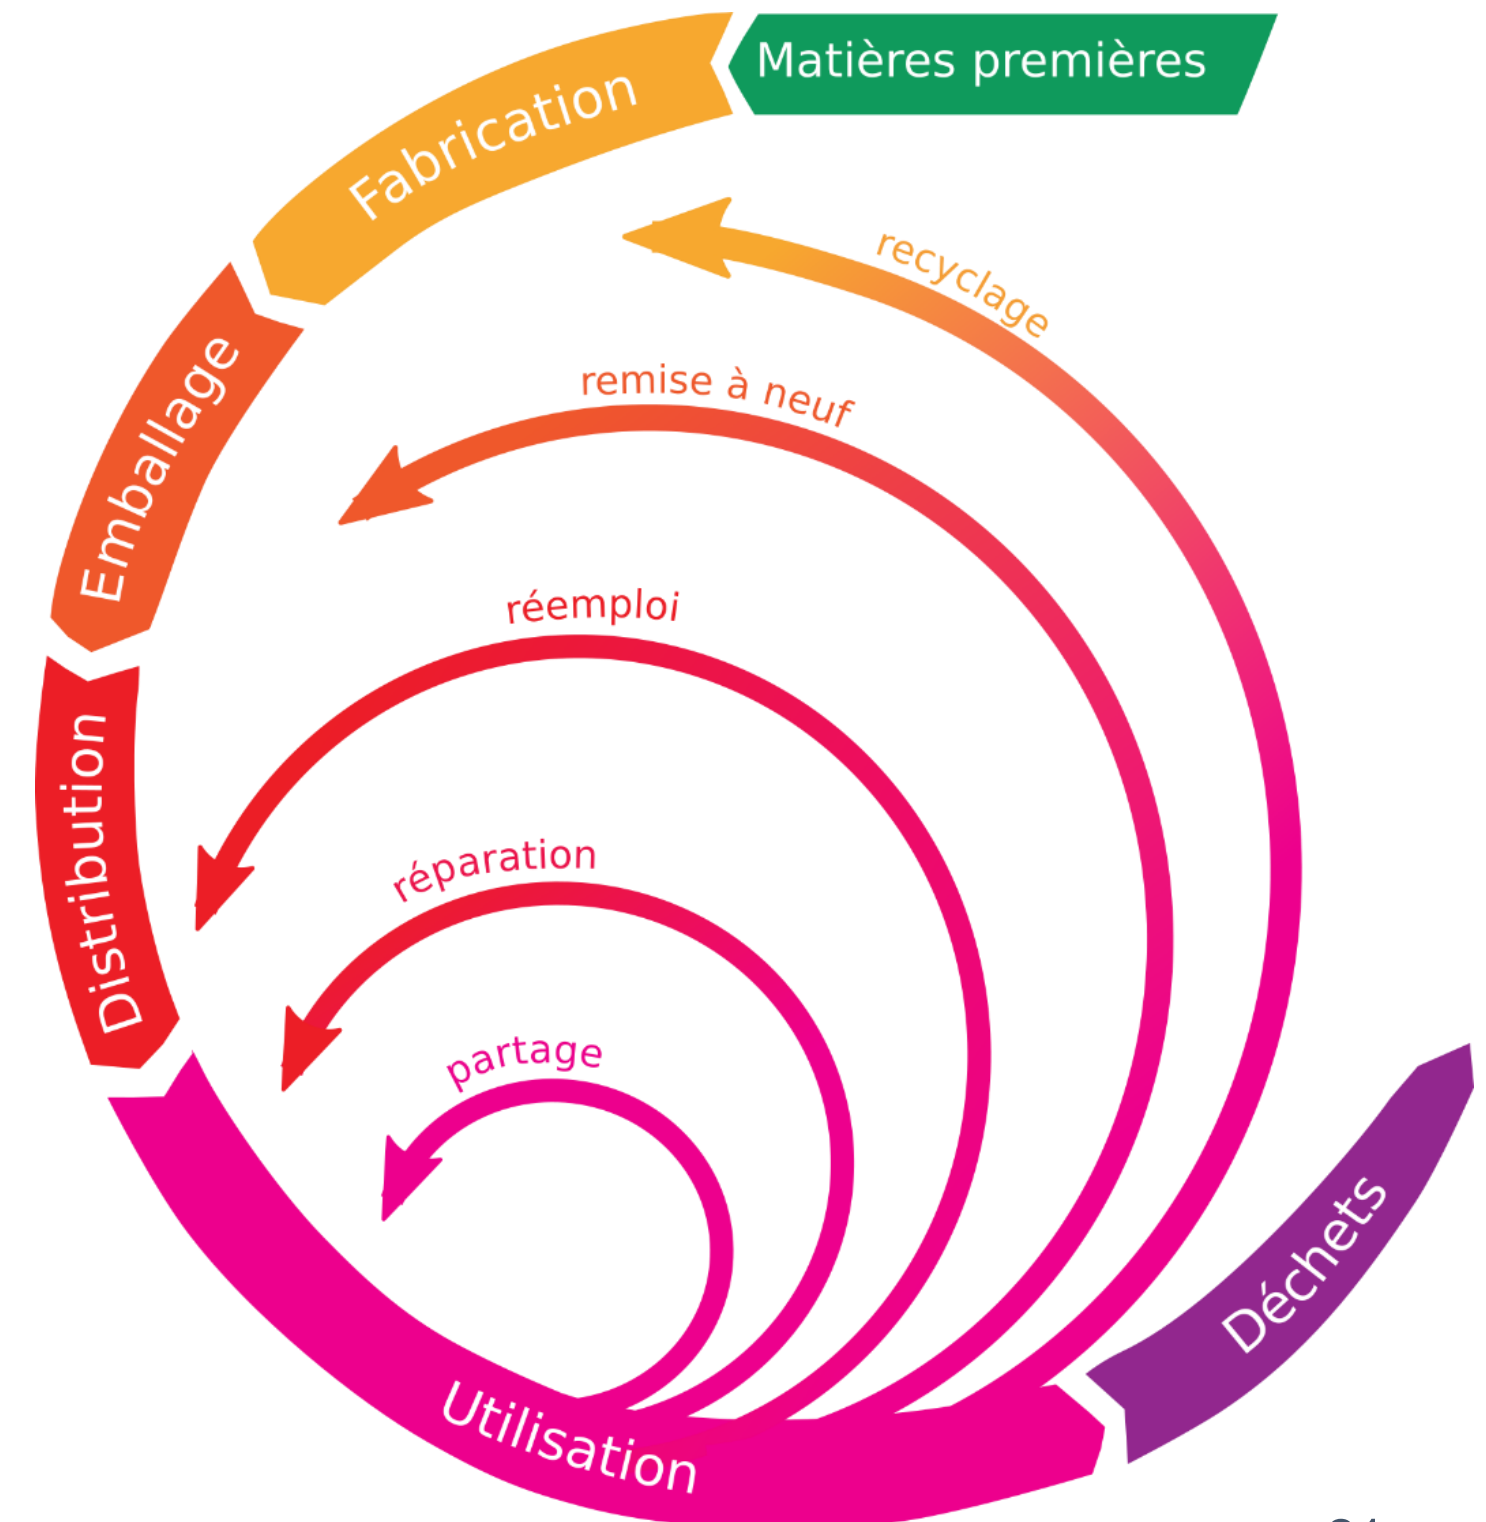 Matières premières
Fabrication
recyclage
Emballage
remise à neuf
réemploi
Distribution
réparation
partage
Déchets
Utilisation